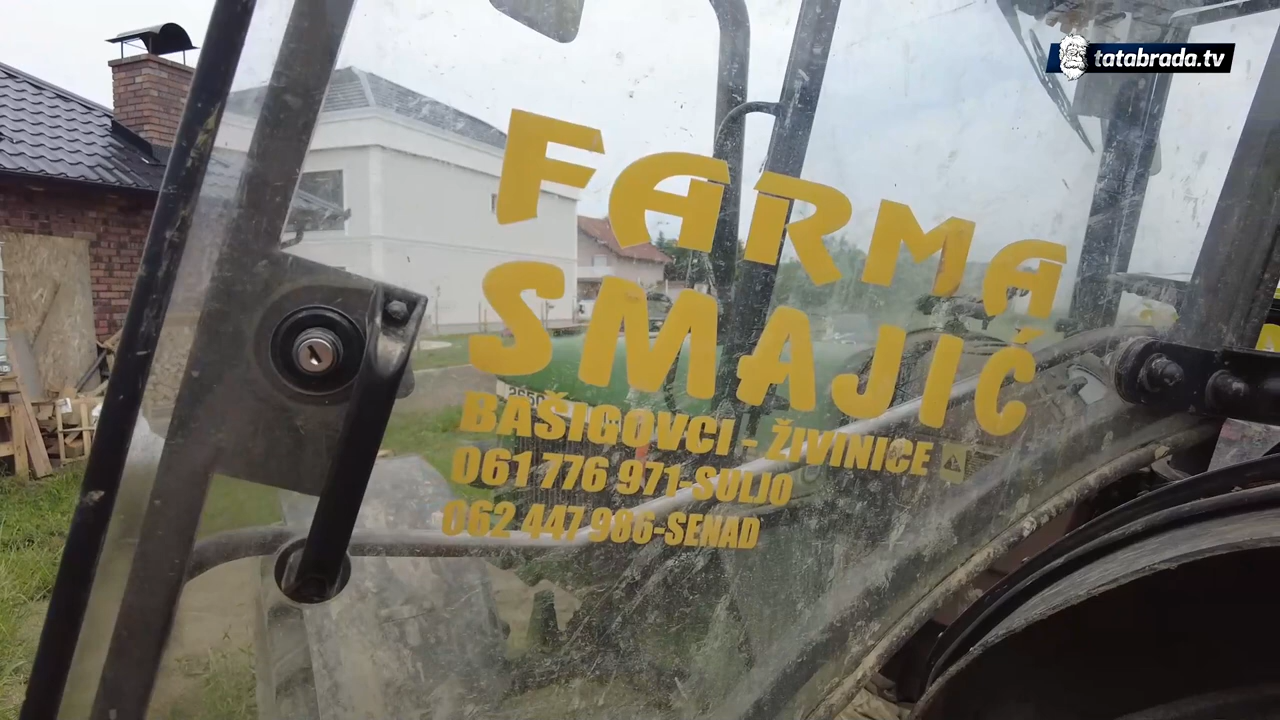 tatabrada.tv
FARMA
SMAJIĆ
BAŠIGOVCI - ŽIVINICE
061 776 971-SULJO
062 447 986-SENAD